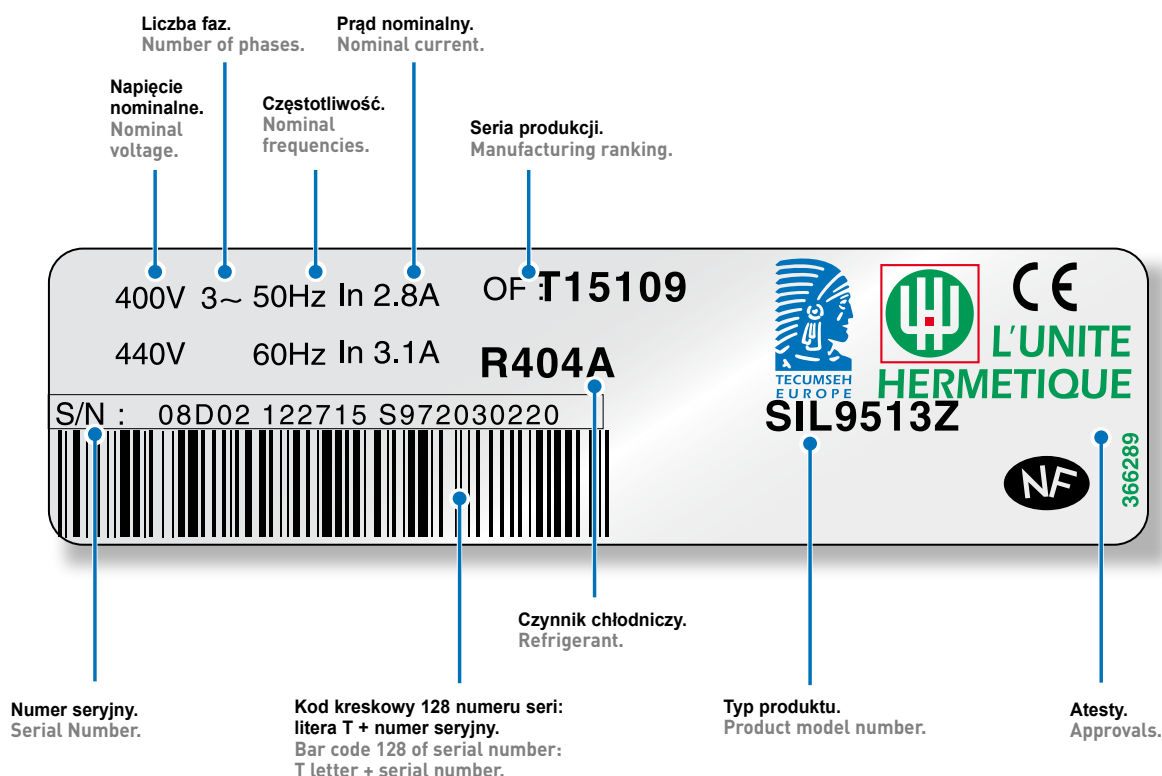 Liczba faz.
Number of phases.
Prąd nominalny.
Nominal current.
Napięcie
nominalne.
Nominal
voltage.
Częstotliwość.
Nominal
frequencies.
Seria produkcji.
Manufacturing ranking.
400V 3~ 50Hz In 2.8A
OF : T15109
440V 60Hz In 3.1A
R404A
TECUMSEH
EUROPE
CE
L'UNITE
HERMETIQUE
S/N : 08D02 122715 S972030220
SIL9513Z
NF
366289
Czynnik chłodniczy.
Refrigerant.
Numer seryjny.
Serial Number.
Kod kreskowy 128 numeru seri:
litera T + numer seryjny.
Bar code 128 of serial number:
T letter + serial number.
Typ produktu.
Product model number.
Atesty.
Approvals.